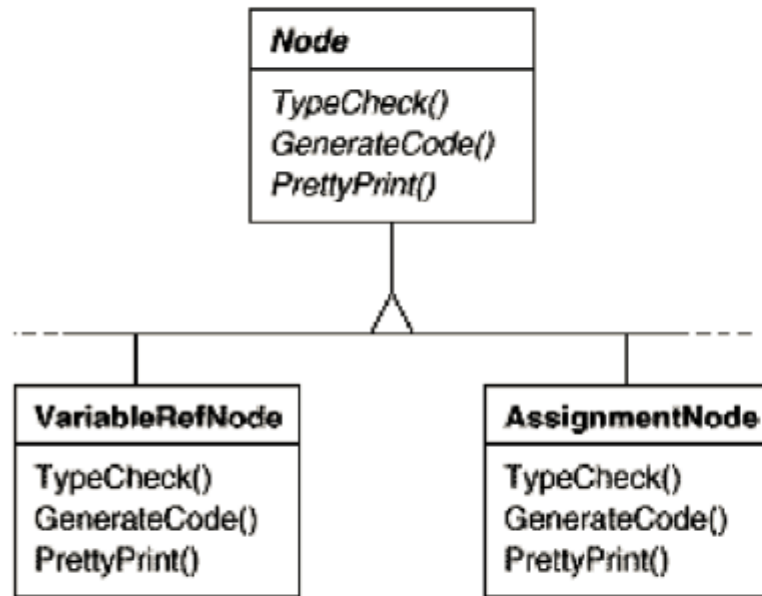 Node
TypeCheck()
GenerateCode()
PrettyPrint()
VariableRefNode
TypeCheck()
GenerateCode()
PrettyPrint()
AssignmentNode
TypeCheck()
GenerateCode()
PrettyPrint()